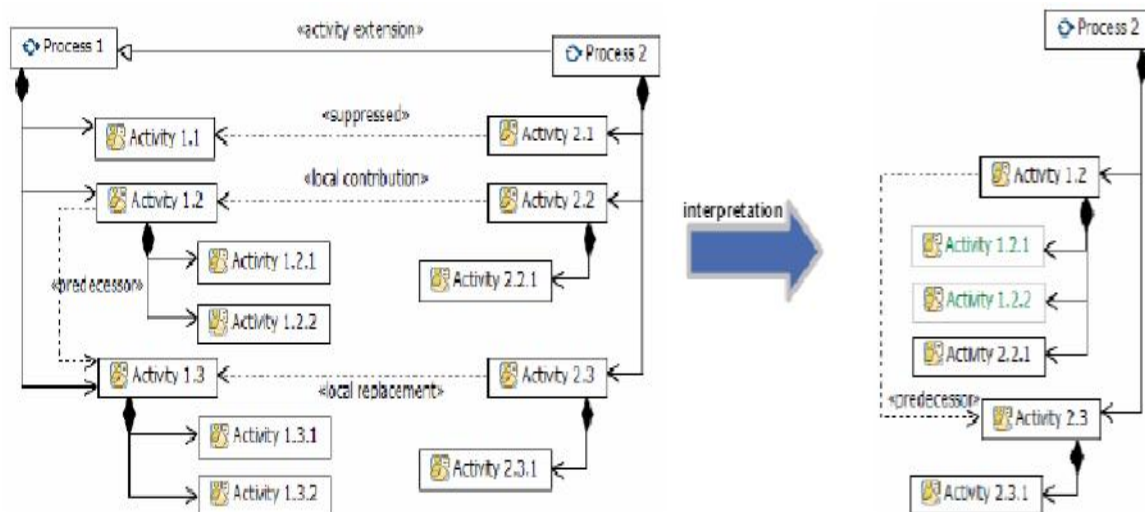 «activity extension»
Process 1
Process 2
«suppressed»
Activity 1.1
Activity 2.1
«local contribution»
Activity 1.2
Activity 2.2
Activity 1.2.1
Activity 2.2.1
«predecessor»
Activity 1.2.2
Activity 1.3
Activity 2.3
«local replacement»
Activity 1.3.1
Activity 2.3.1
Activity 1.3.2
interpretation
Process 2
Activity 1.2
Activity 1.2.1
Activity 1.2.2
Activity 2.2.1
«predecessor»
Activity 2.3
Activity 2.3.1